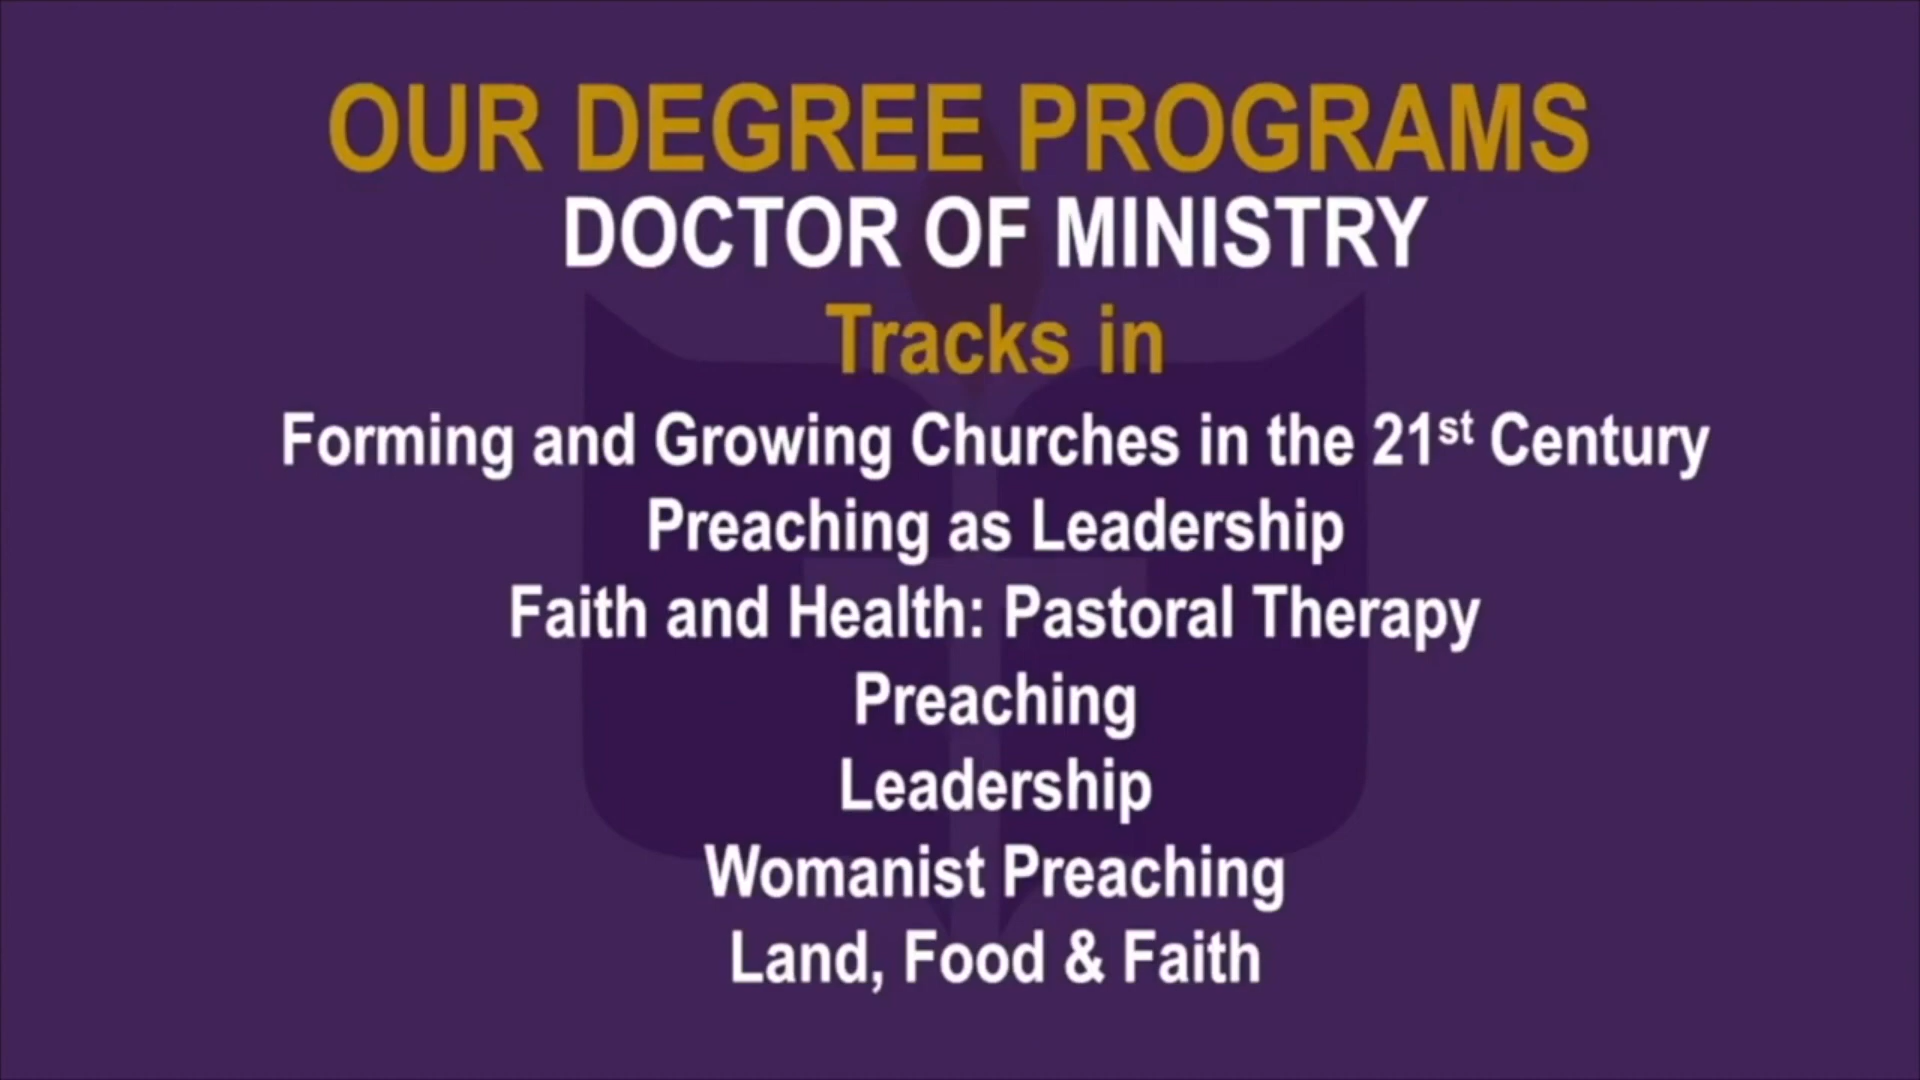 OUR DEGREE PROGRAMS
DOCTOR OF MINISTRY
Tracks in
Forming and Growing Churches in the 21st Century
Preaching as Leadership
Faith and Health: Pastoral Therapy
Preaching
Leadership
Womanist Preaching
Land, Food & Faith